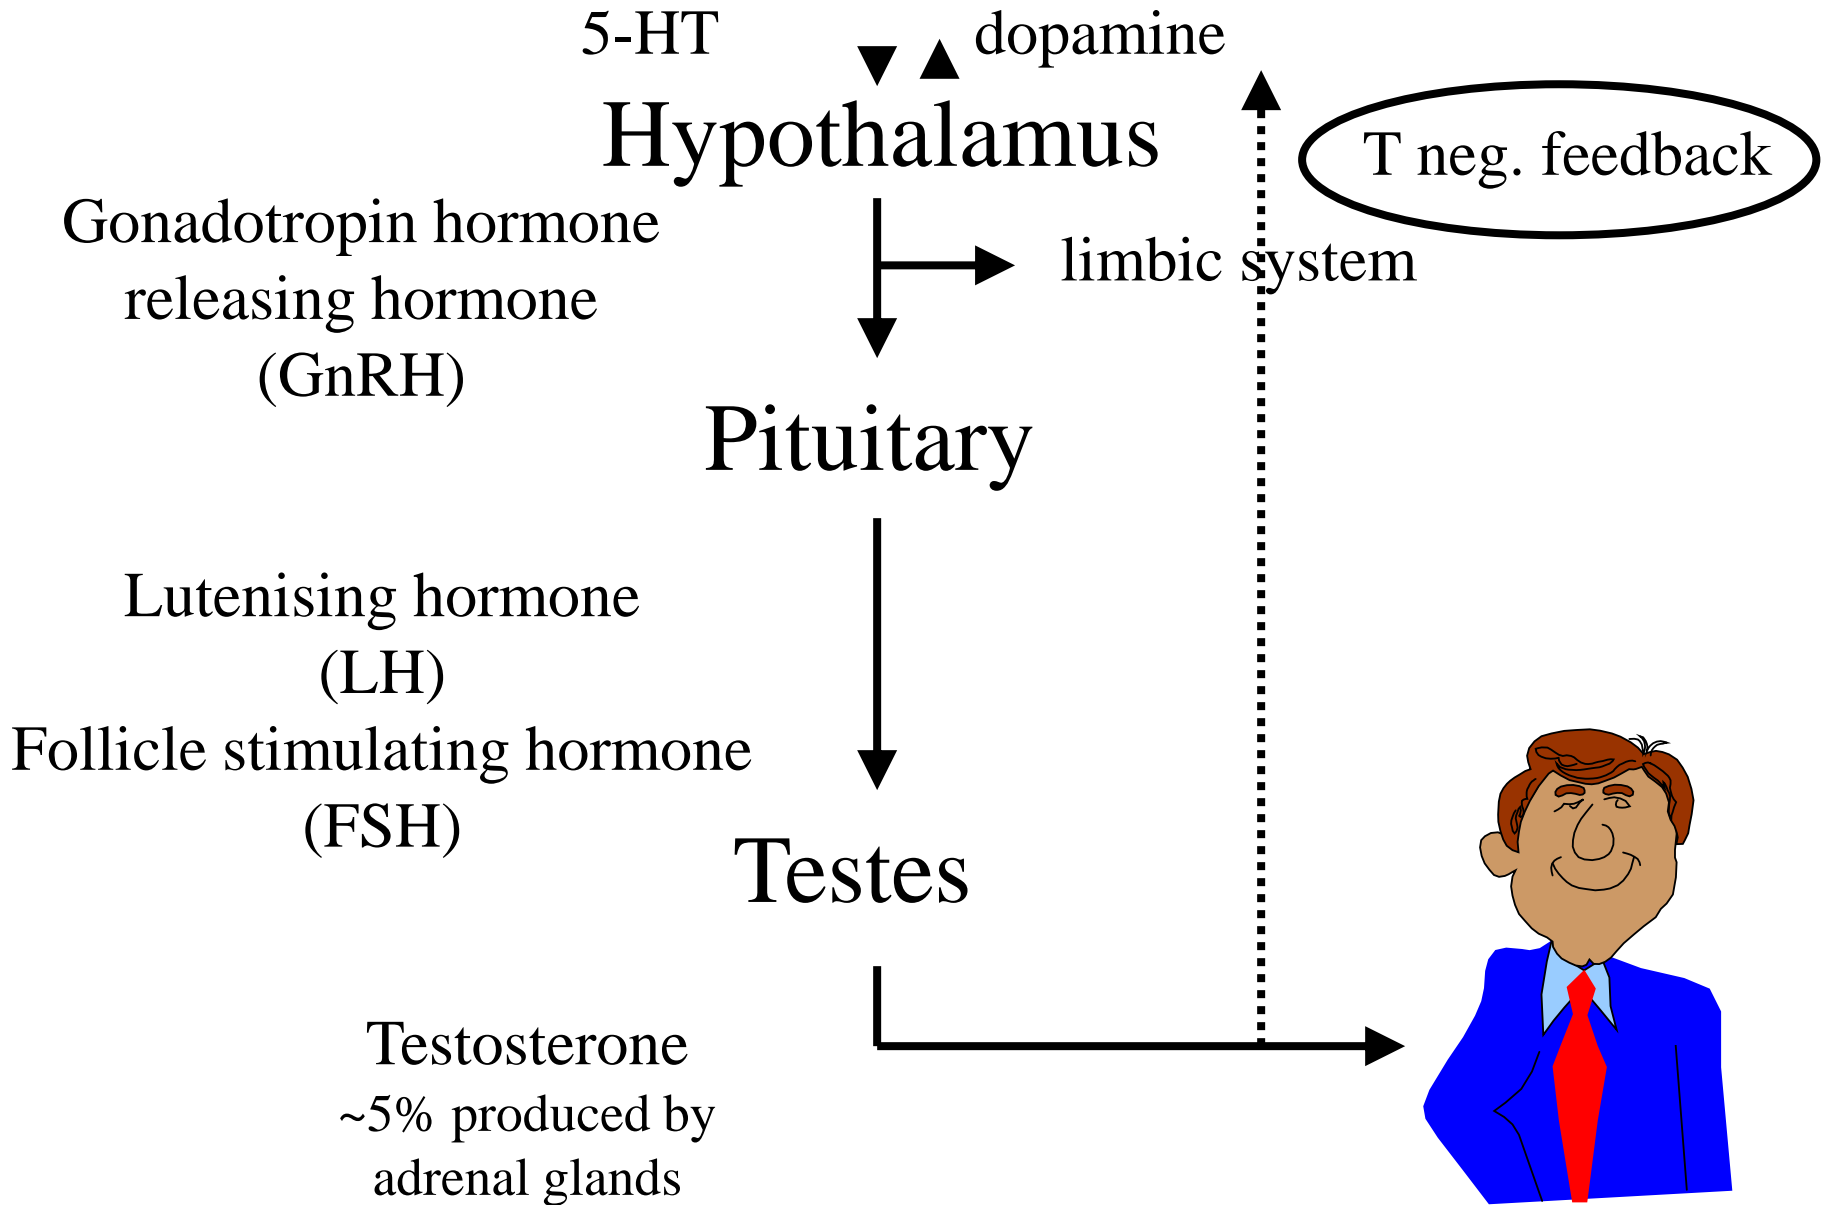 5-HT
dopamine
Hypothalamus
T neg. feedback
Gonadotropin hormone
releasing hormone
(GnRH)
limbic system
Pituitary
Lutenising hormone
(LH)
Follicle stimulating hormone
(FSH)
Testes
Testosterone
~5% produced by
adrenal glands